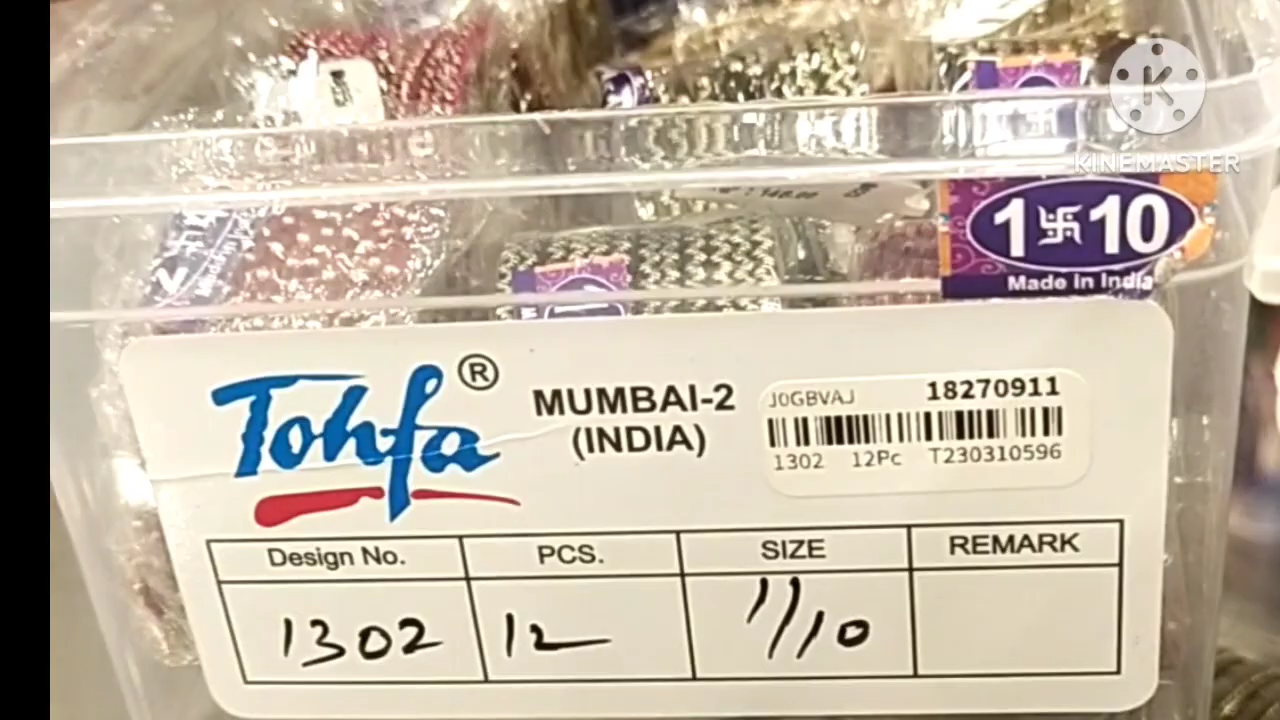 KINEMASTER
1卐10
Made in India
Tohfa®
MUMBAI-2
(INDIA)
J0GBVAJ 18270911
1302 12Pc T230310596
Design No. PCS. SIZE REMARK
1302 12 1/10